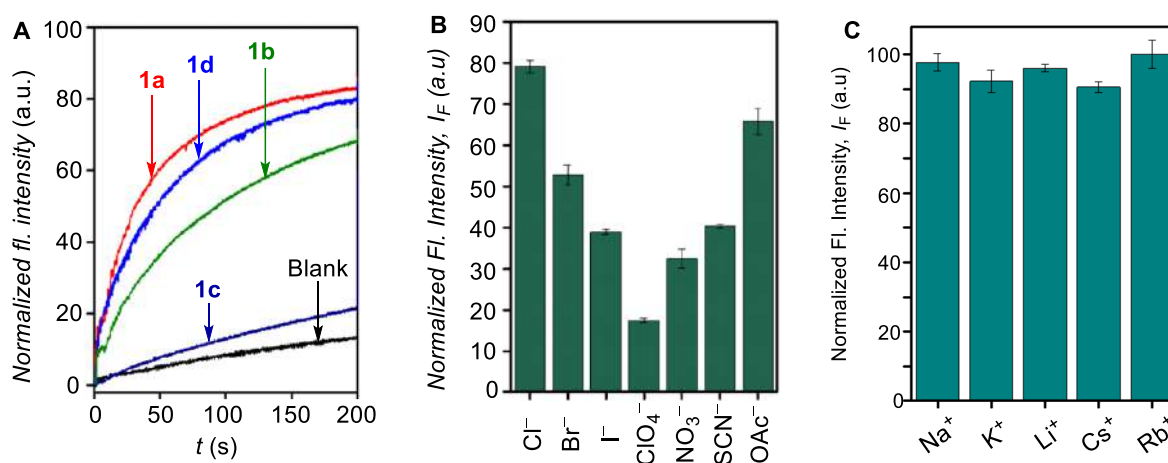 A
Normalized fl. intensity (a.u.)
100
80
60
40
20
0
1a
1d
1b
1c
Blank
0
50
100
150
200
t (s)
B
Normalized Fl. Intensity, I_F (a.u)
90
80
70
60
50
40
30
20
10
0
Cl⁻
Br⁻
I⁻
ClO₄⁻
NO₃⁻
SCN⁻
OAc⁻
C
Normalized Fl. Intensity, I_F (a.u)
100
80
60
40
20
0
Na⁺
K⁺
Li⁺
Cs⁺
Rb⁺